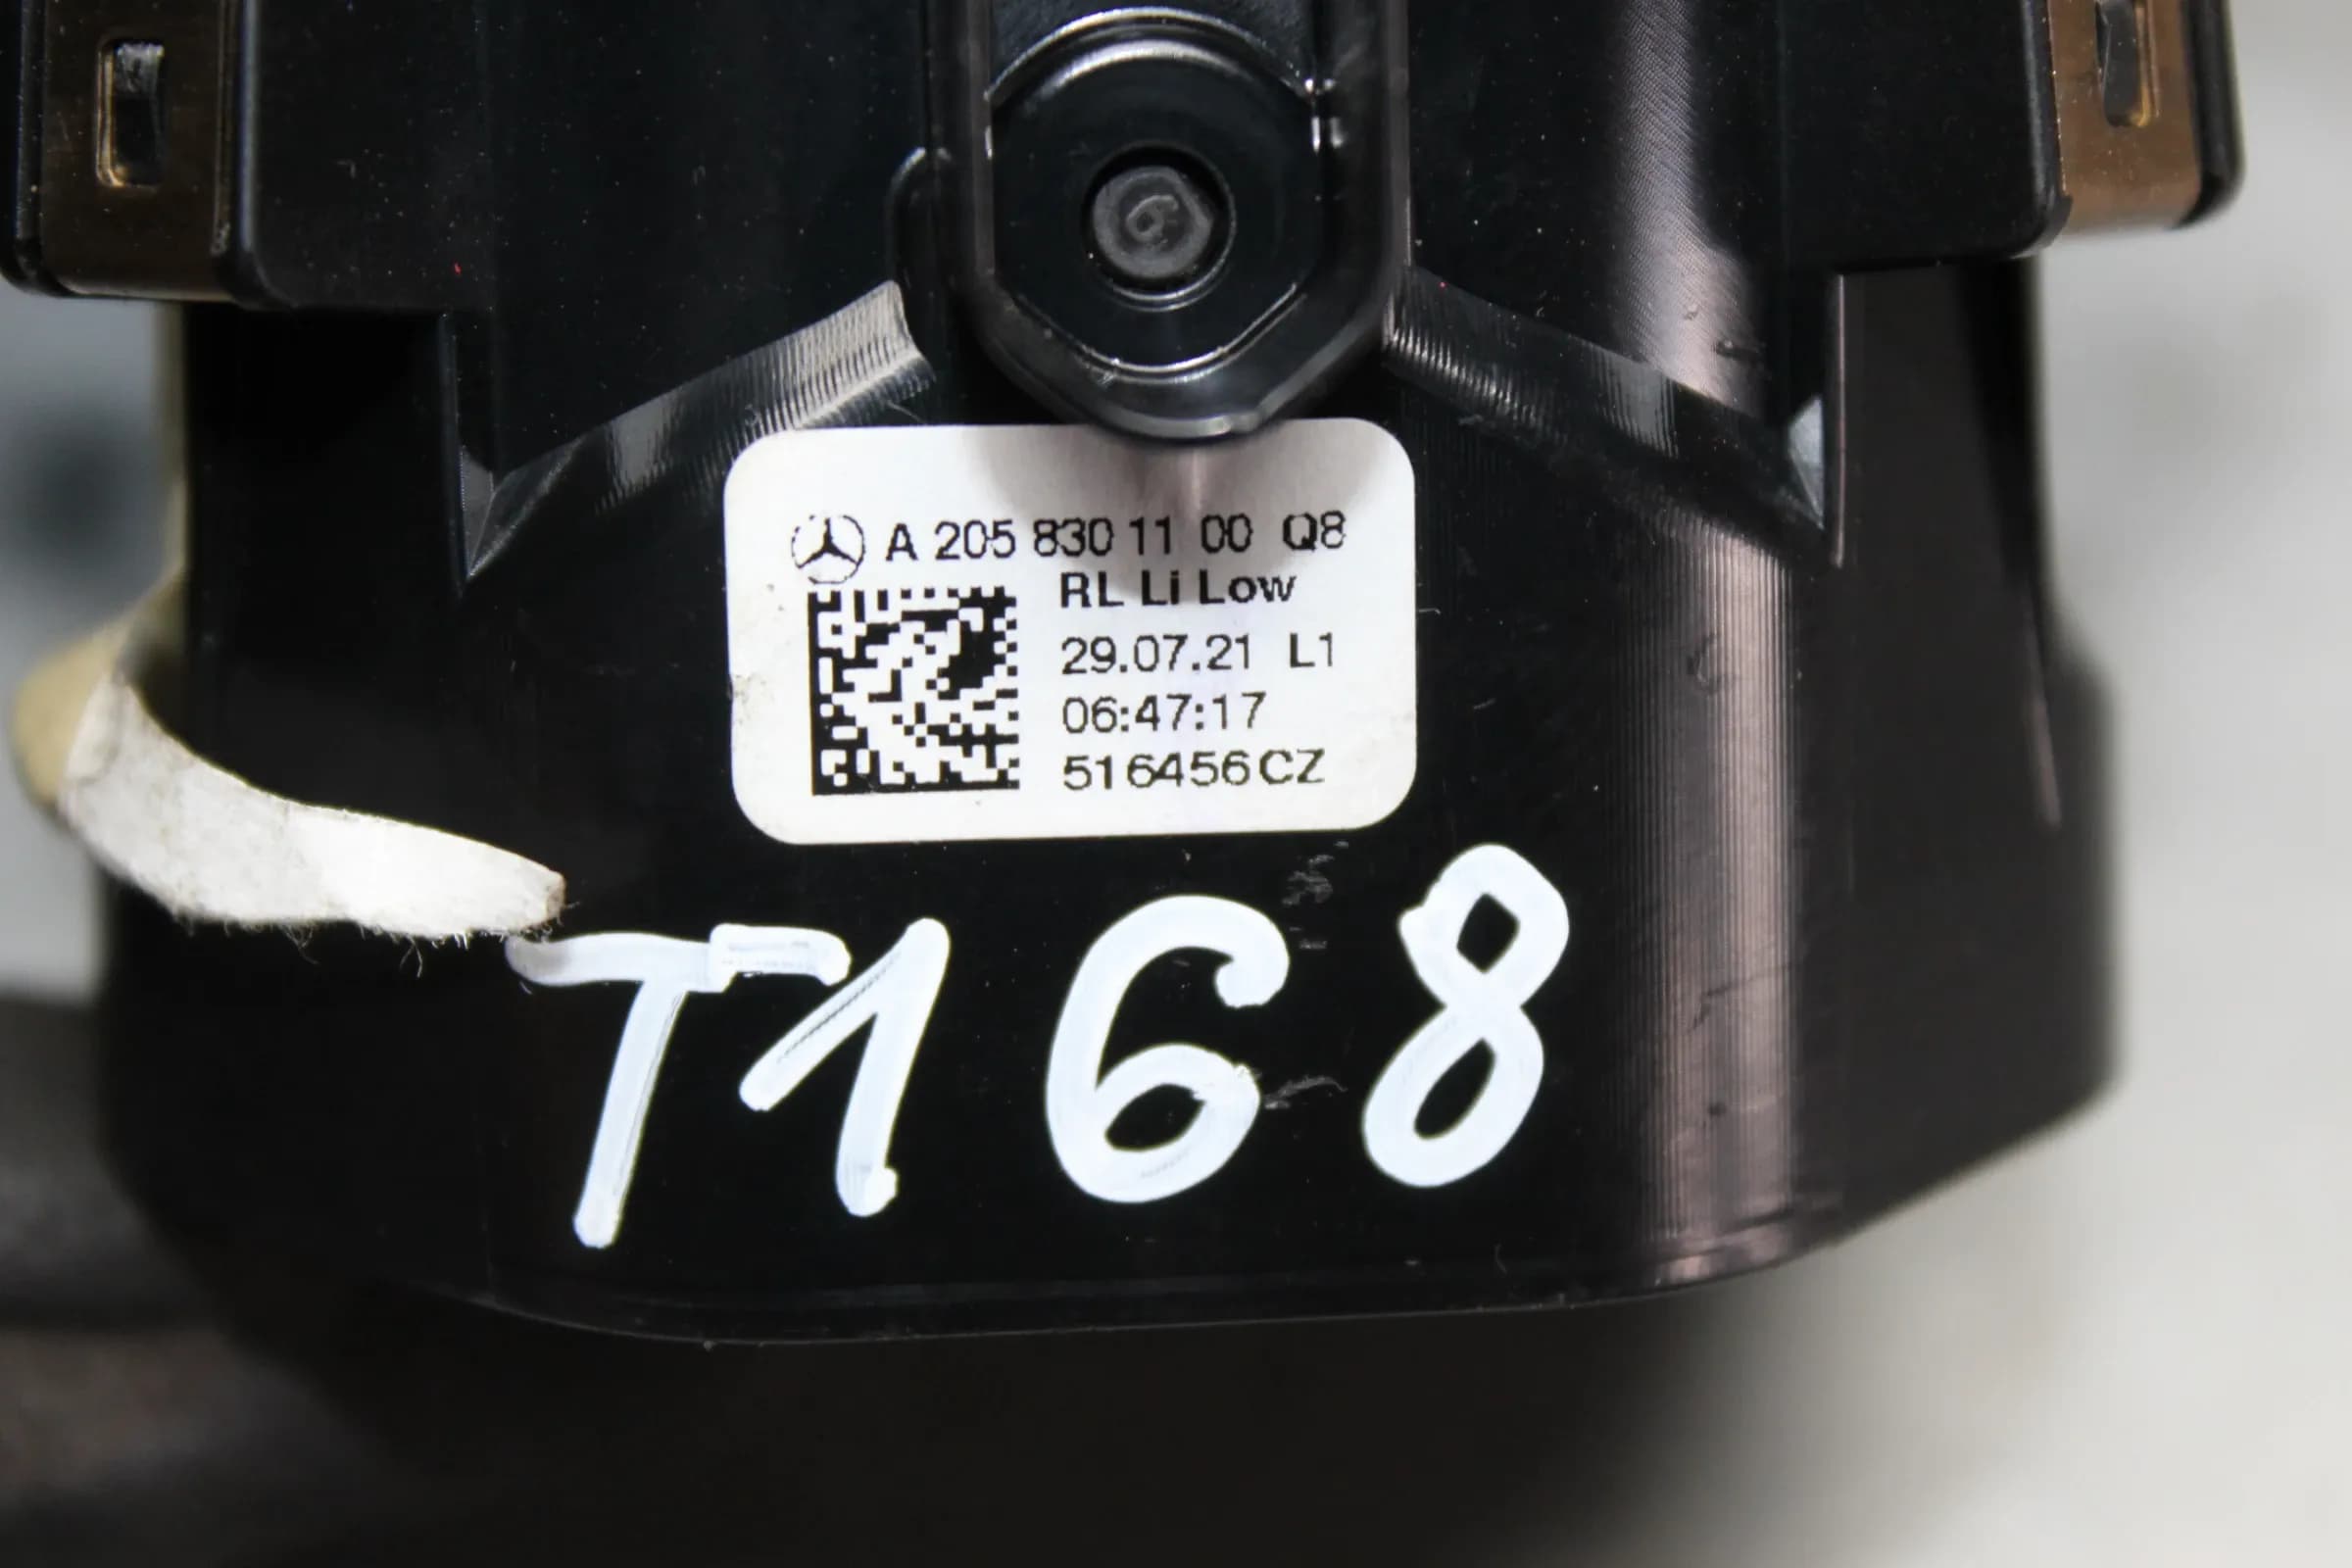 A 205 830 11 00 Q8
RL Li Low
29.07.21 L1
06:47:17
516456CZ
T168